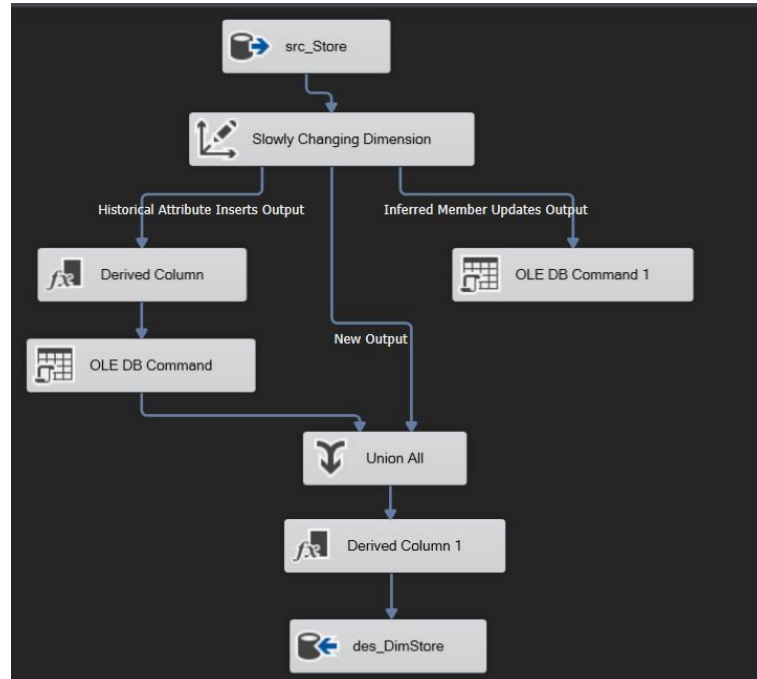 src_Store
Slowly Changing Dimension
Historical Attribute Inserts Output
Inferred Member Updates Output
Derived Column
OLE DB Command 1
New Output
OLE DB Command
Union All
Derived Column 1
des_DimStore